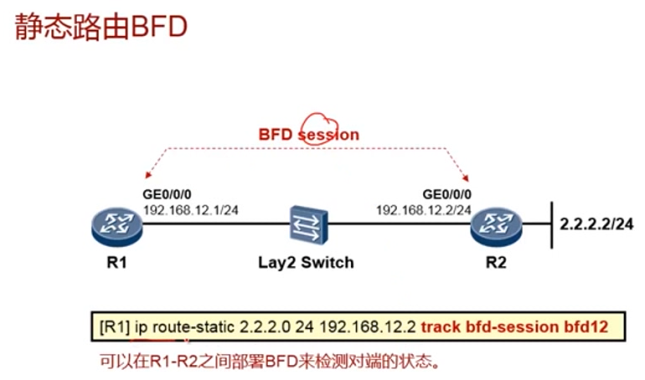 静态路由BFD
BFD session
GE0/0/0
192.168.12.1/24
GE0/0/0
192.168.12.2/24
2.2.2.2/24
R1
Lay2 Switch
R2
[R1] ip route-static 2.2.2.0 24 192.168.12.2 track bfd-session bfd12
可以在R1-R2之间部署BFD来检测对端的状态。